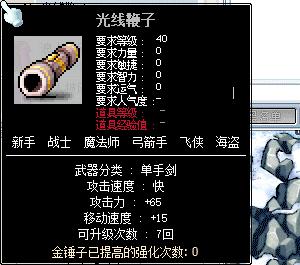 光线鞭子
要求等级： 40
要求力量： 0
要求敏捷： 0
要求智力： 0
要求运气： 0
要求人气度： -
道具等级： -
道具经验值： -
新手 战士 魔法师 弓箭手 飞侠 海盗
武器分类： 单手剑
攻击速度： 快
攻击力： +65
移动速度： +15
可升级次数： 7回
金锤子已提高的强化次数: 0